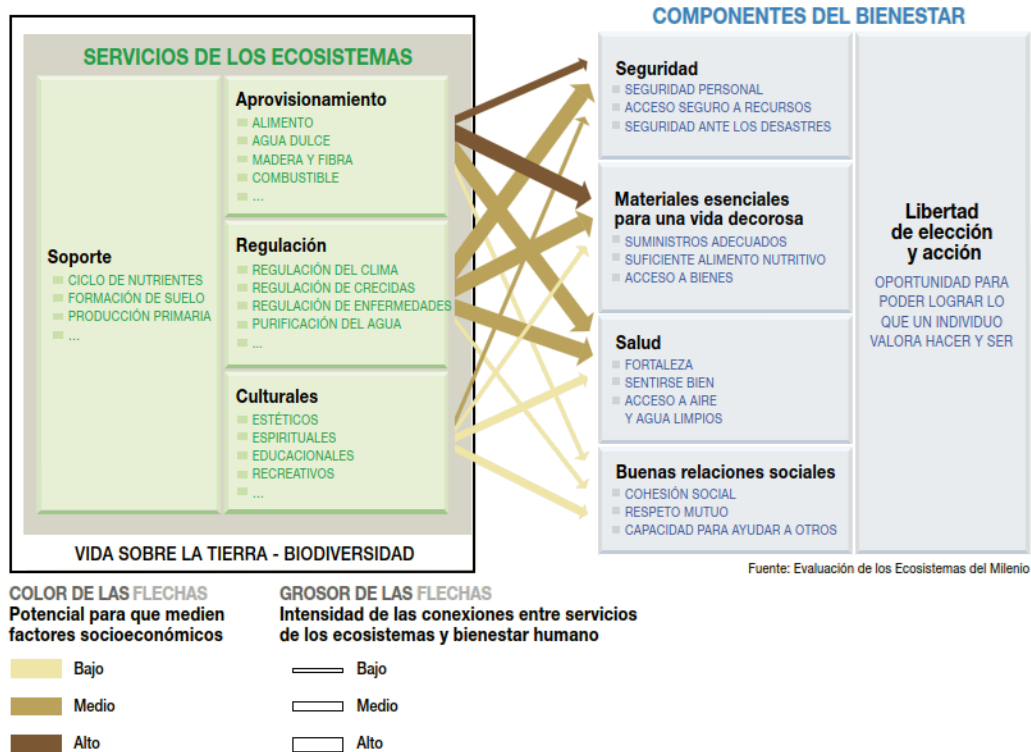 COMPONENTES DEL BIENESTAR
SERVICIOS DE LOS ECOSISTEMAS
Soporte
CICLO DE NUTRIENTES
FORMACIÓN DE SUELO
PRODUCCIÓN PRIMARIA
...
Aprovisionamiento
ALIMENTO
AGUA DULCE
MADERA Y FIBRA
COMBUSTIBLE
...
Regulación
REGULACIÓN DEL CLIMA
REGULACIÓN DE CRECIDAS
REGULACIÓN DE ENFERMEDADES
PURIFICACIÓN DEL AGUA
...
Culturales
ESTÉTICOS
ESPIRITUALES
EDUCACIONALES
RECREATIVOS
...
VIDA SOBRE LA TIERRA - BIODIVERSIDAD
Seguridad
SEGURIDAD PERSONAL
ACCESO SEGURO A RECURSOS
SEGURIDAD ANTE LOS DESASTRES
Materiales esenciales
para una vida decorosa
SUMINISTROS ADECUADOS
SUFICIENTE ALIMENTO NUTRITIVO
ACCESO A BIENES
Salud
FORTALEZA
SENTIRSE BIEN
ACCESO A AIRE
Y AGUA LIMPIOS
Buenas relaciones sociales
COHESIÓN SOCIAL
RESPETO MUTUO
CAPACIDAD PARA AYUDAR A OTROS
Libertad
de elección
y acción
OPORTUNIDAD PARA
PODER LOGRAR LO
QUE UN INDIVIDUO
VALORA HACER Y SER
Fuente: Evaluación de los Ecosistemas del Milenio
COLOR DE LAS FLECHAS
Potencial para que medien
factores socioeconómicos
Bajo
Medio
Alto
GROSOR DE LAS FLECHAS
Intensidad de las conexiones entre servicios
de los ecosistemas y bienestar humano
Bajo
Medio
Alto